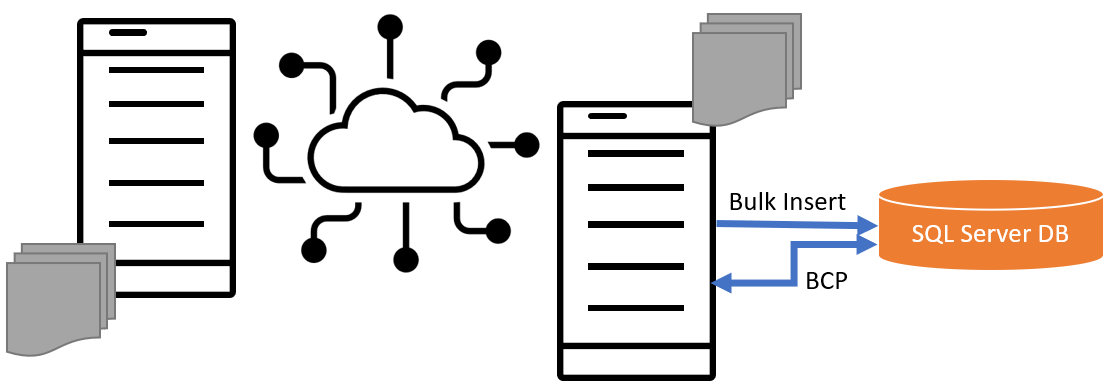 Bulk Insert
SQL Server DB
BCP